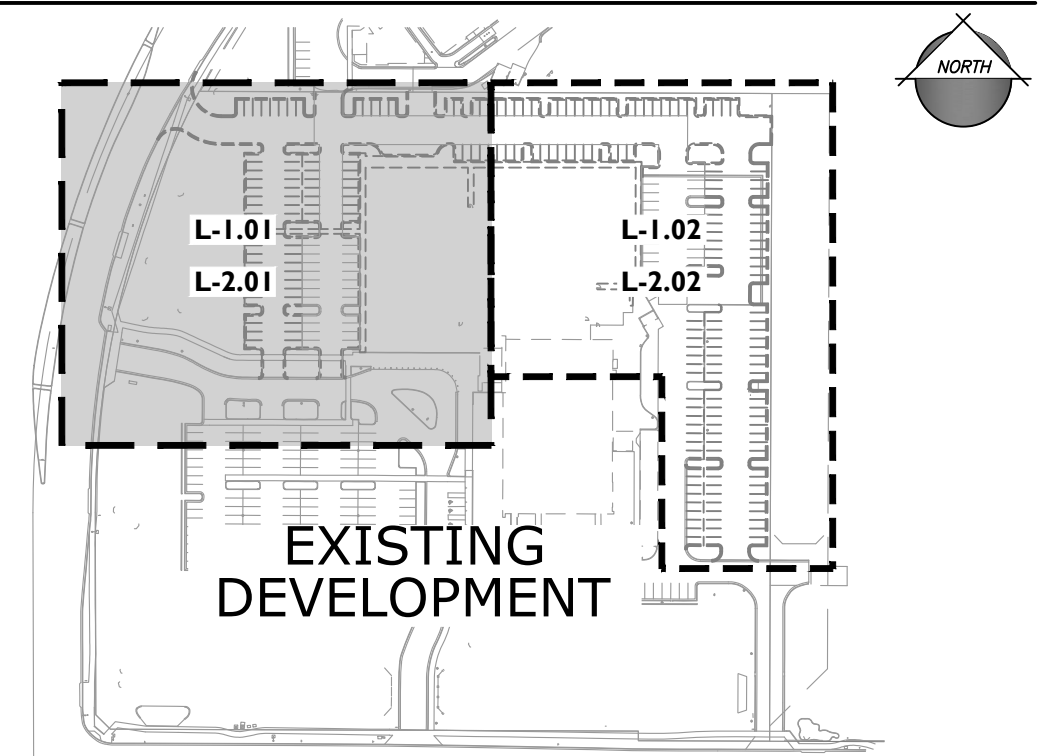 NORTH
L-1.01
L-2.01
L-1.02
L-2.02
EXISTING
DEVELOPMENT